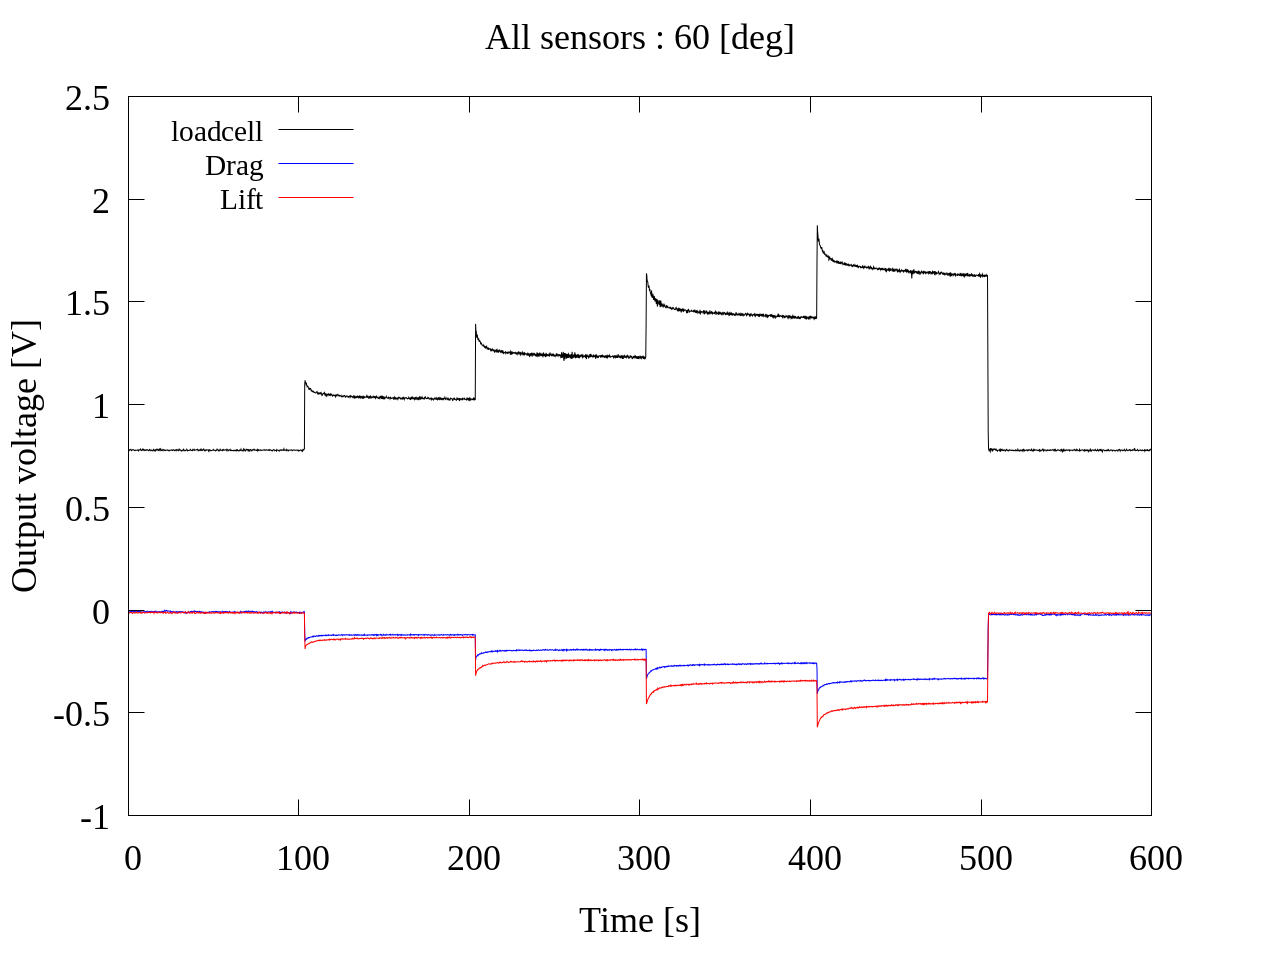 All sensors : 60 [deg]
2.5
2
1.5
1
0.5
0
-0.5
-1
loadcell
Drag
Lift
Output voltage [V]
0 100 200 300 400 500 600
Time [s]